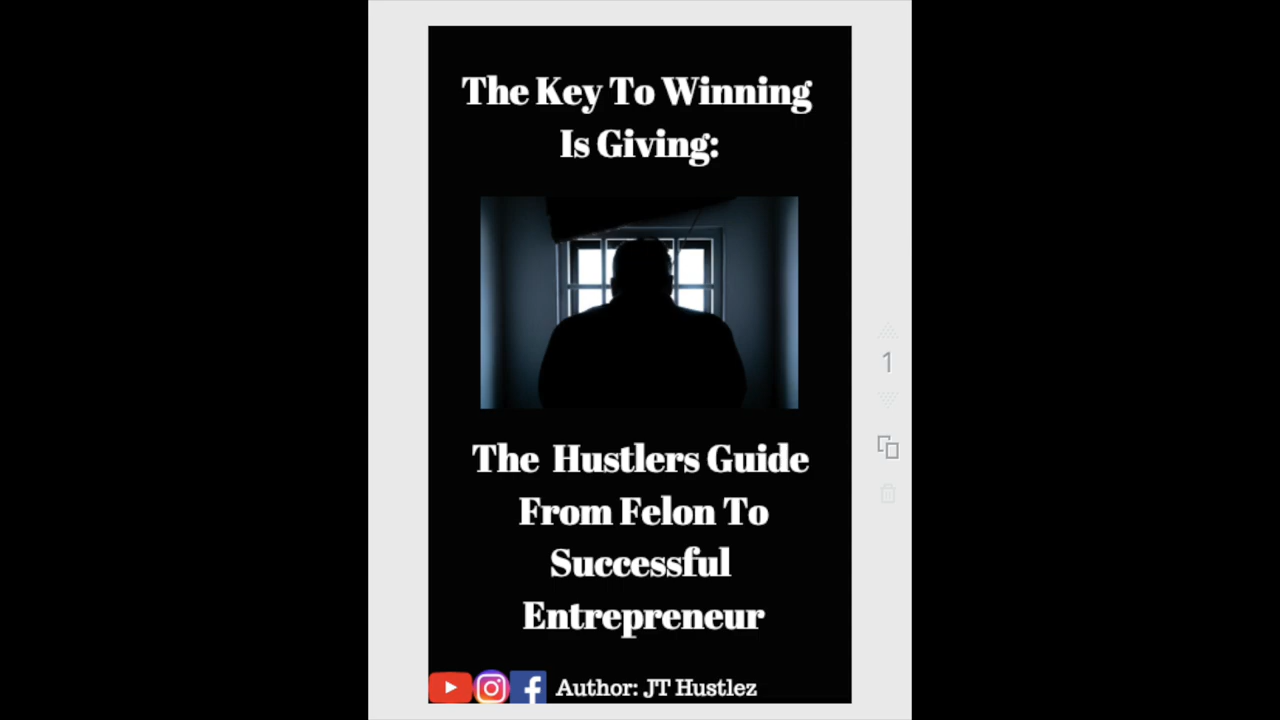 The Key To Winning
Is Giving:
The Hustlers Guide
From Felon To
Successful
Entrepreneur
Author: JT Hustlez
1